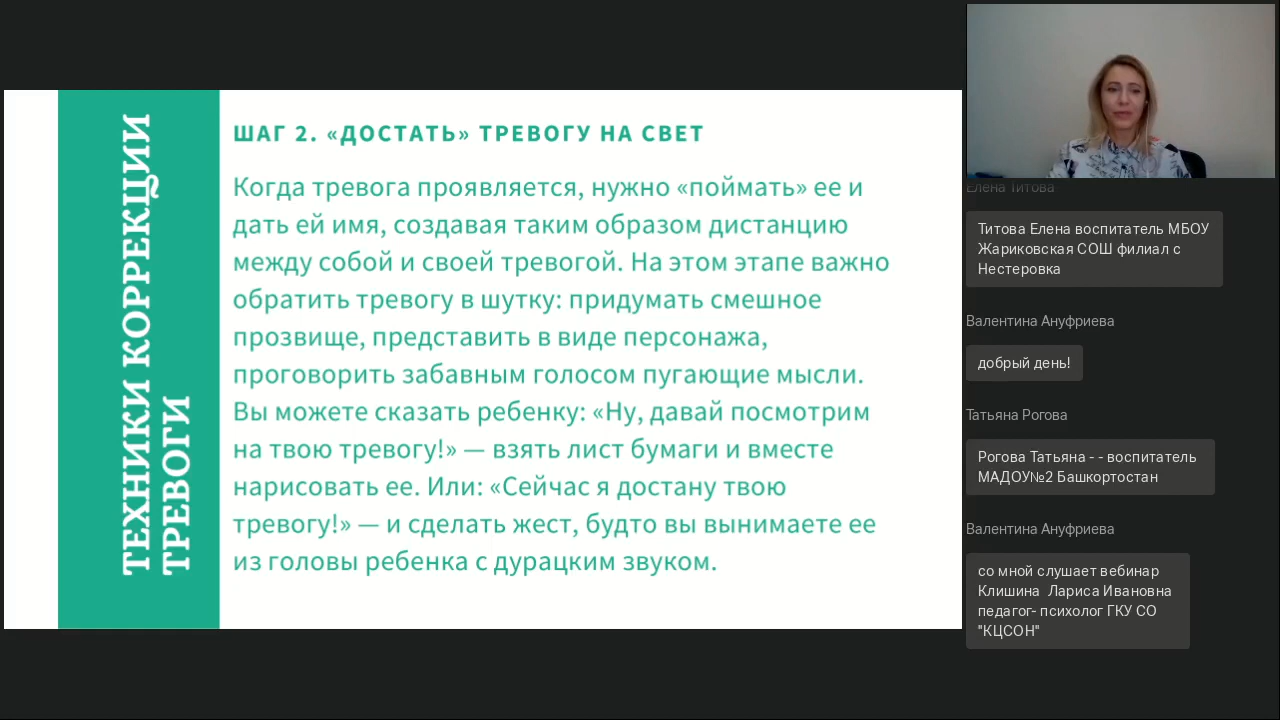 ТЕХНИКИ КОРРЕКЦИИ
ТРЕВОГИ
ШАГ 2. «ДОСТАТЬ» ТРЕВОГУ НА СВЕТ
Когда тревога проявляется, нужно «поймать» ее и
дать ей имя, создавая таким образом дистанцию
между собой и своей тревогой. На этом этапе важно
обратить тревогу в шутку: придумать смешное
прозвище, представить в виде персонажа,
проговорить забавным голосом пугающие мысли.
Вы можете сказать ребенку: «Ну, давай посмотрим
на твою тревогу!» — взять лист бумаги и вместе
нарисовать ее. Или: «Сейчас я достану твою
тревогу!» — и сделать жест, будто вы вынимаете ее
из головы ребенка с дурацким звуком.
Елена Титова
Титова Елена воспитатель МБОУ
Жариковская СОШ филиал с
Нестеровка
Валентина Ануфриева
добрый день!
Татьяна Рогова
Рогова Татьяна - - воспитатель
МАДОУ№2 Башкортостан
Валентина Ануфриева
со мной слушает вебинар
Клишина  Лариса Ивановна
педагог- психолог ГКУ СО
"КЦСОН"